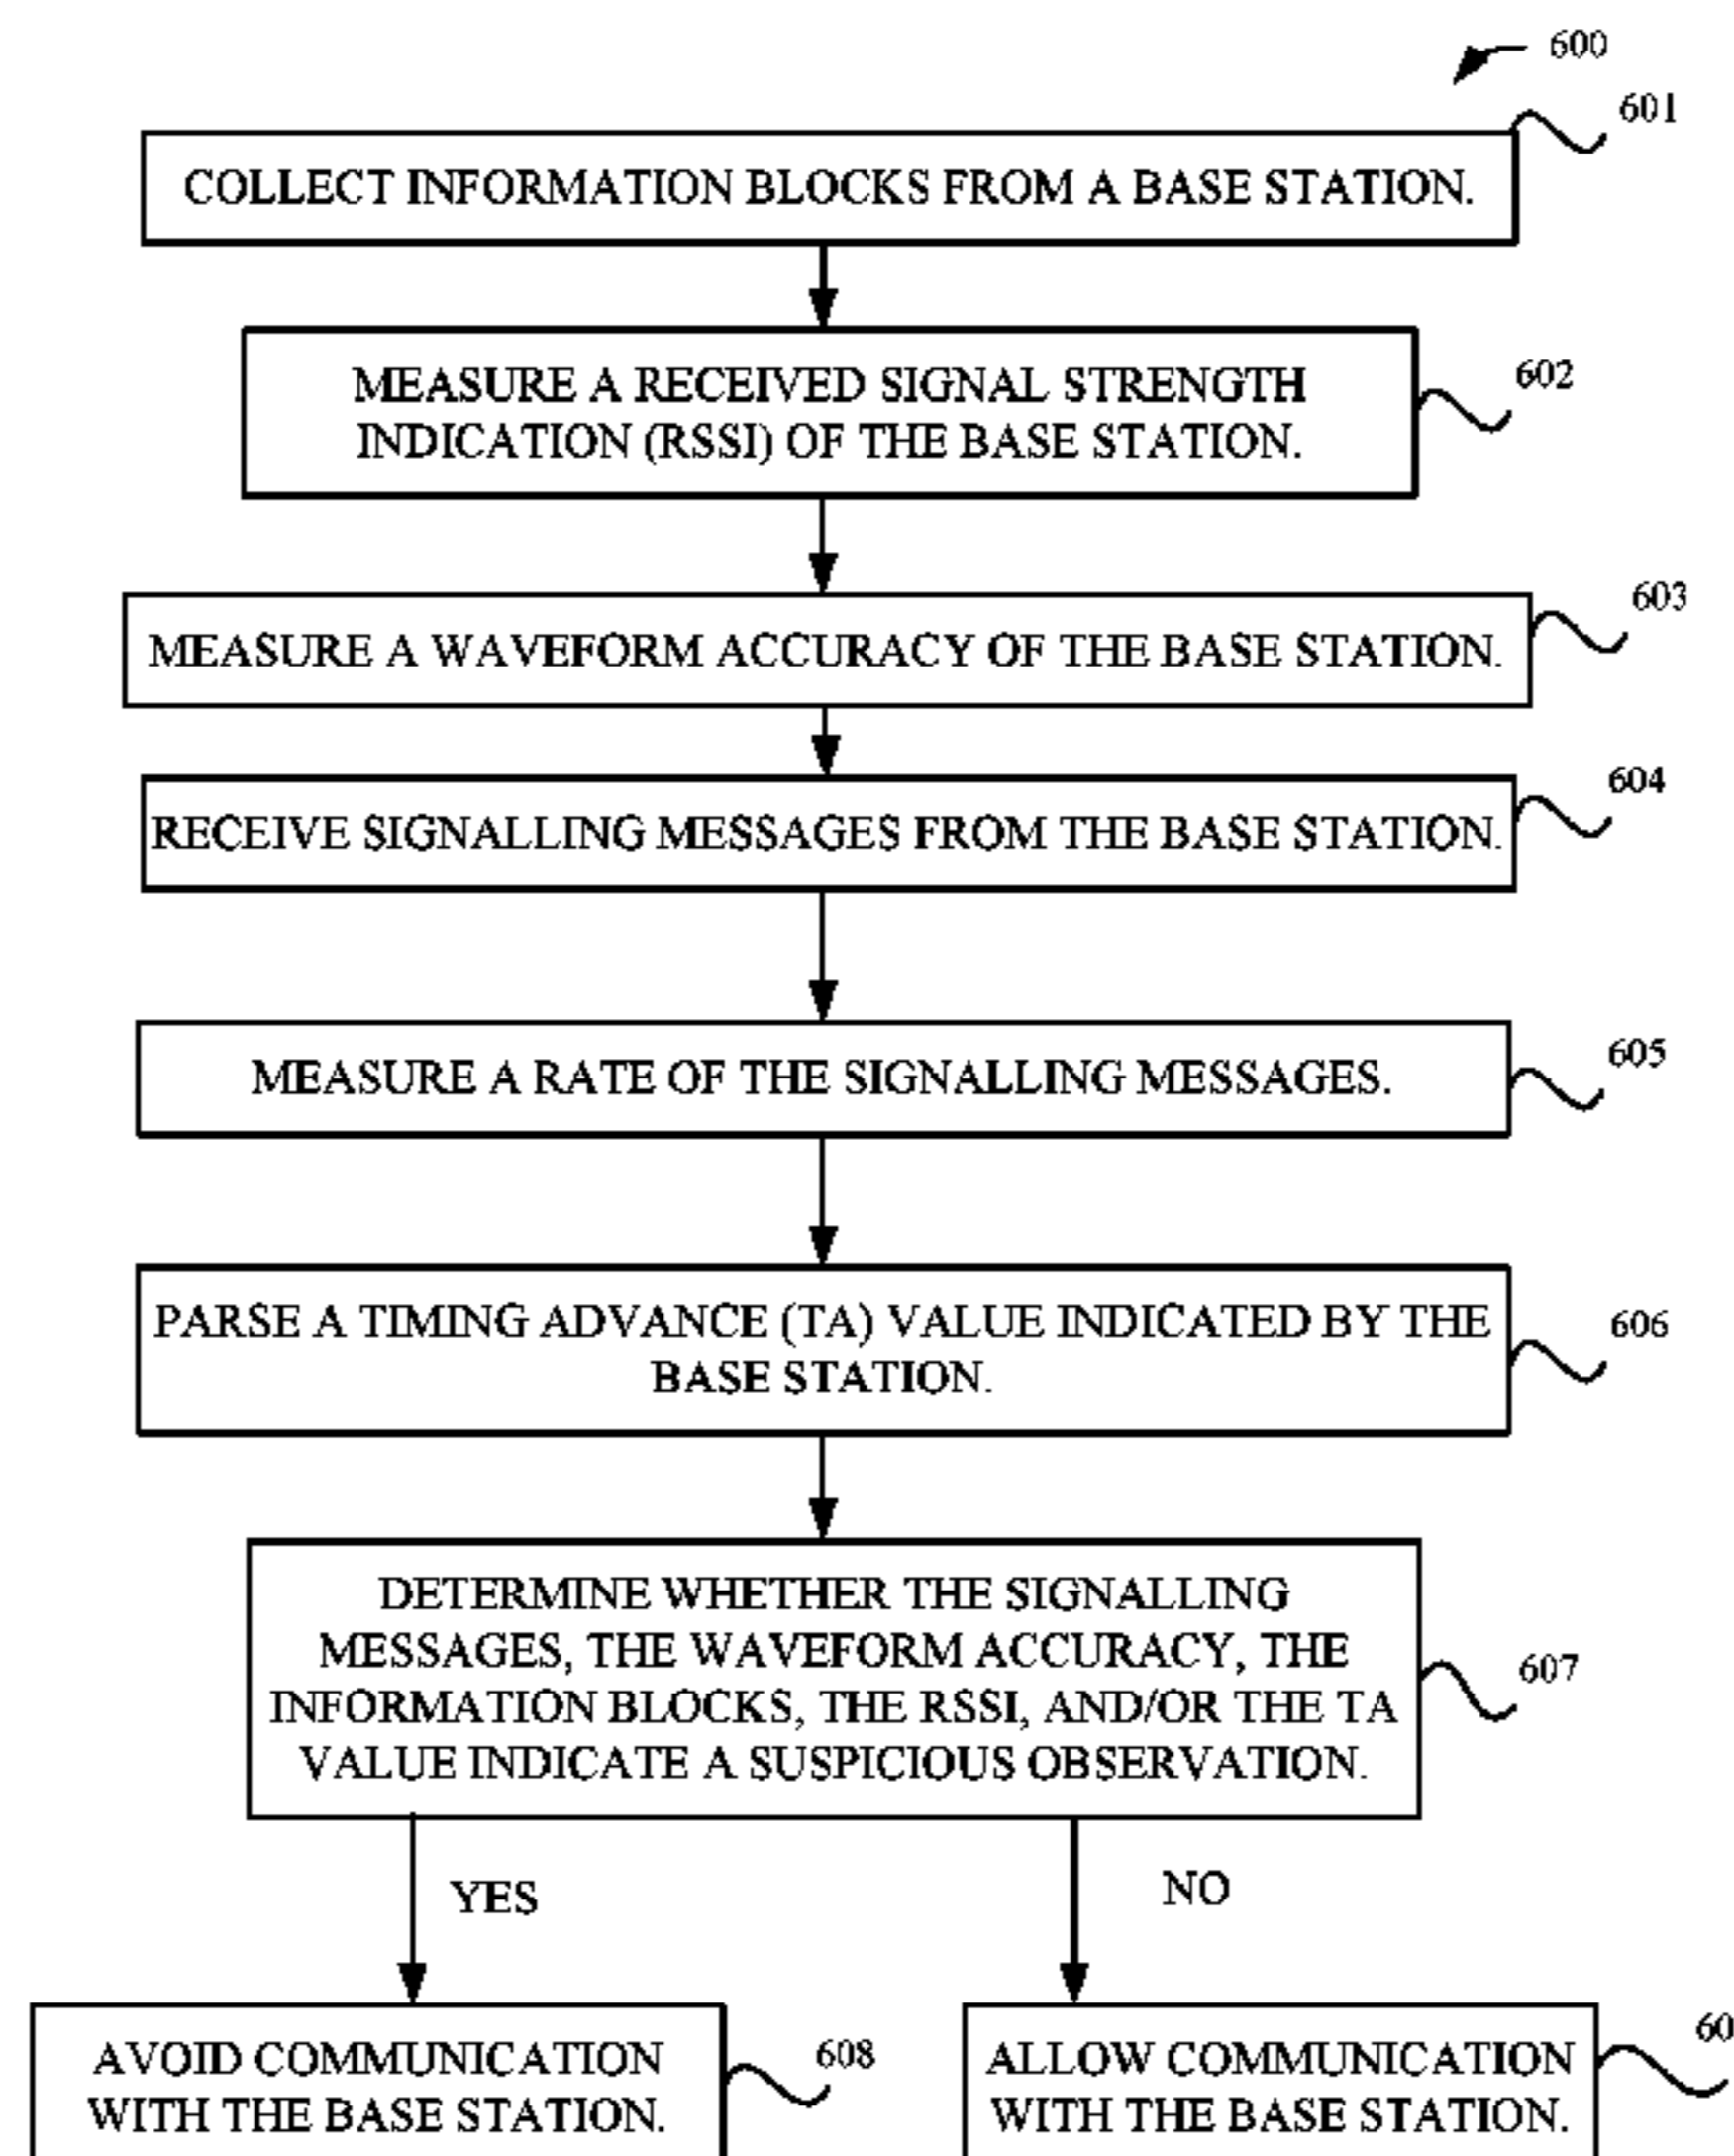 600
601
COLLECT INFORMATION BLOCKS FROM A BASE STATION.
602
MEASURE A RECEIVED SIGNAL STRENGTH
INDICATION (RSSI) OF THE BASE STATION.
603
MEASURE A WAVEFORM ACCURACY OF THE BASE STATION.
604
RECEIVE SIGNALLING MESSAGES FROM THE BASE STATION.
605
MEASURE A RATE OF THE SIGNALLING MESSAGES.
606
PARSE A TIMING ADVANCE (TA) VALUE INDICATED BY THE
BASE STATION.
607
DETERMINE WHETHER THE SIGNALLING
MESSAGES, THE WAVEFORM ACCURACY, THE
INFORMATION BLOCKS, THE RSSI, AND/OR THE TA
VALUE INDICATE A SUSPICIOUS OBSERVATION.
YES
NO
608
AVOID COMMUNICATION
WITH THE BASE STATION.
60
ALLOW COMMUNICATION
WITH THE BASE STATION.